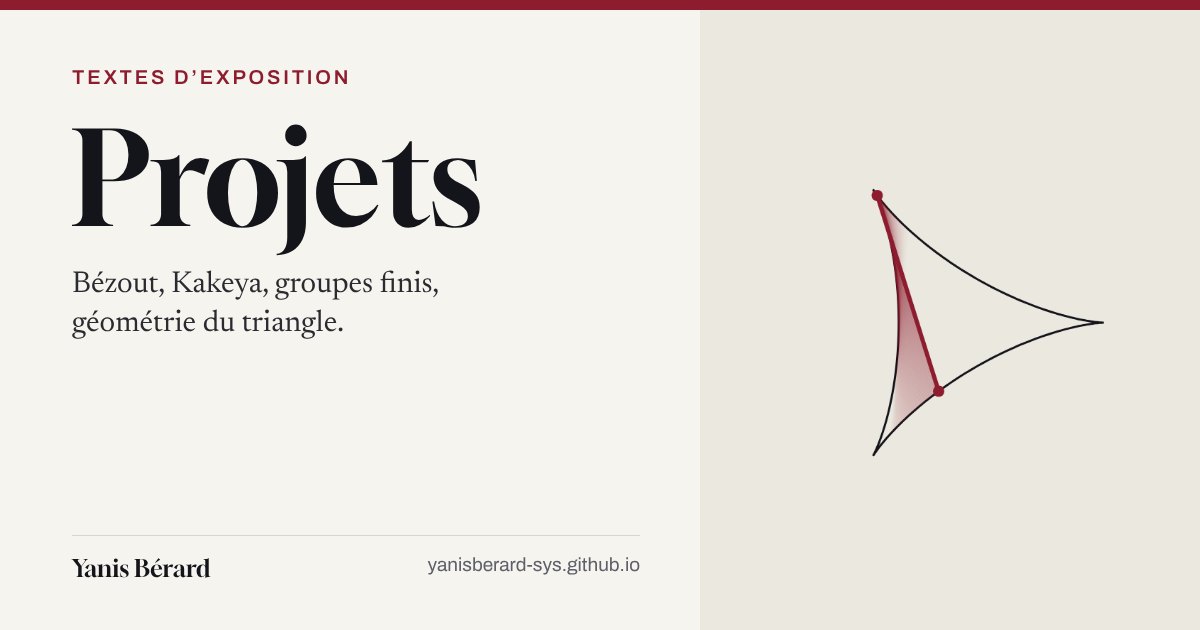 TEXTES D’EXPOSITION
Projets
Bézout, Kakeya, groupes finis,
géométrie du triangle.
Yanis Bérard
yanisberard-sys.github.io